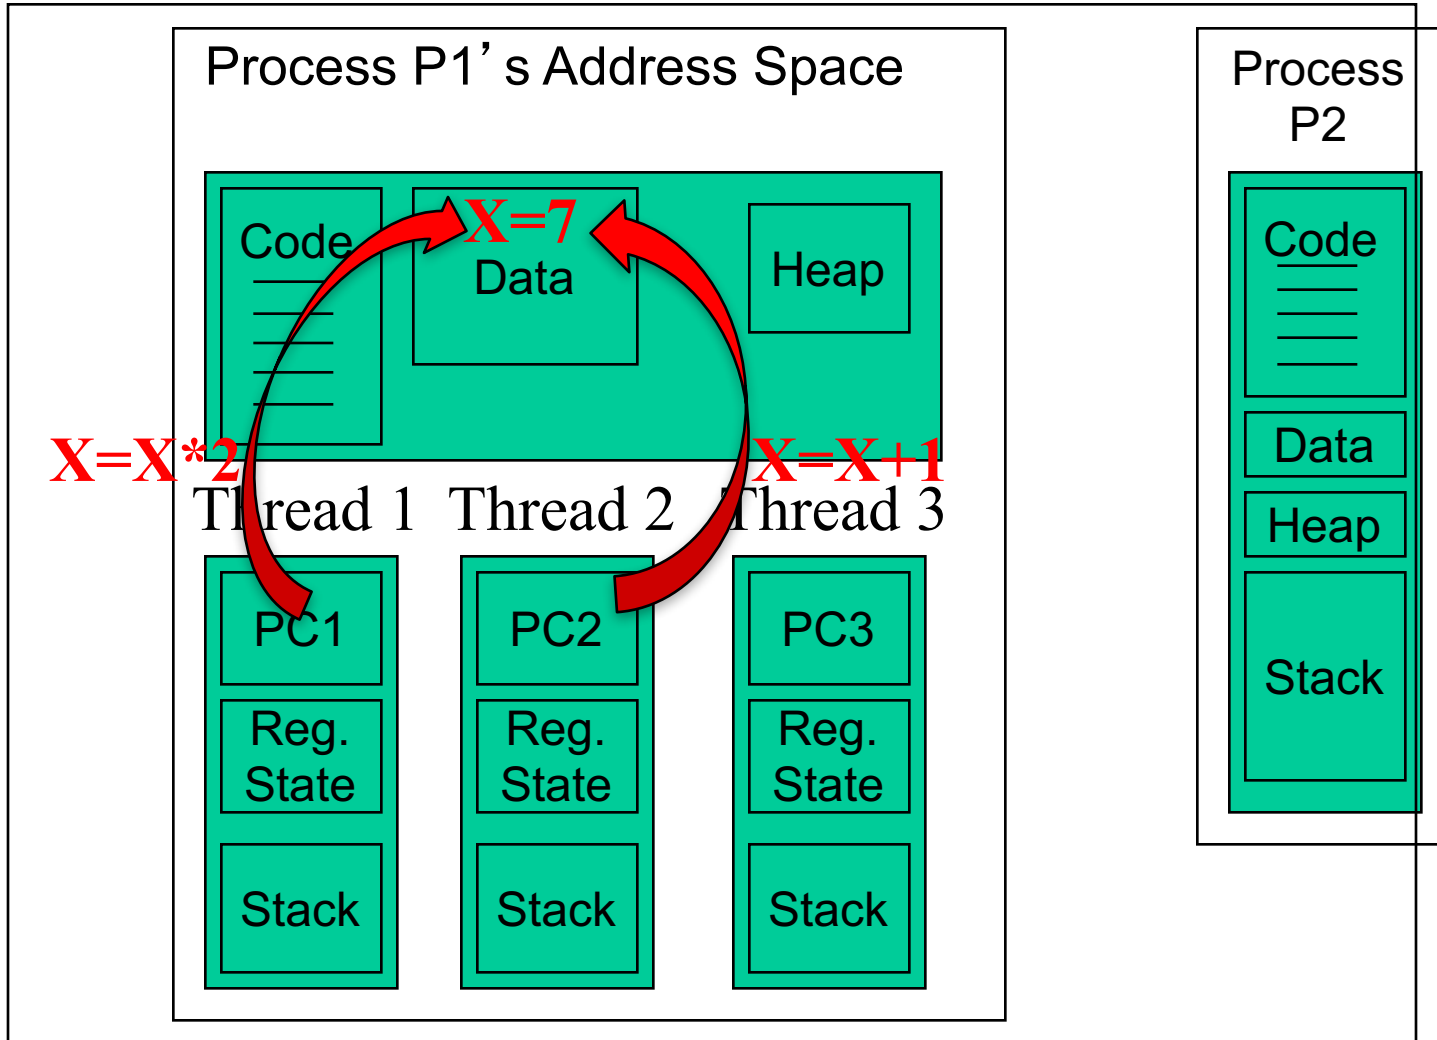 Process P1’s Address Space
Code
X=7
Data
Heap
X=X*2
X=X+1
Thread 1
Thread 2
Thread 3
PC1
Reg.
State
Stack
PC2
Reg.
State
Stack
PC3
Reg.
State
Stack
Process
P2
Code
Data
Heap
Stack